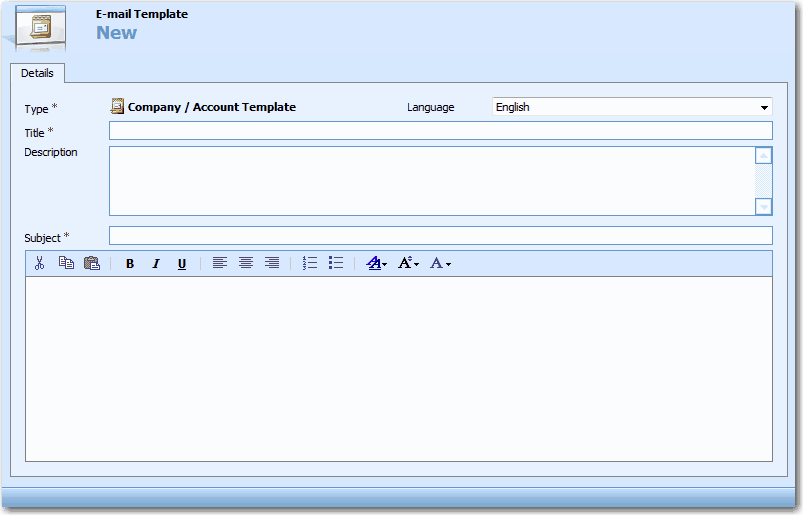 E-mail Template
New
Details
Type * Company / Account Template Language English
Title *
Description
Subject *
B I U A A A